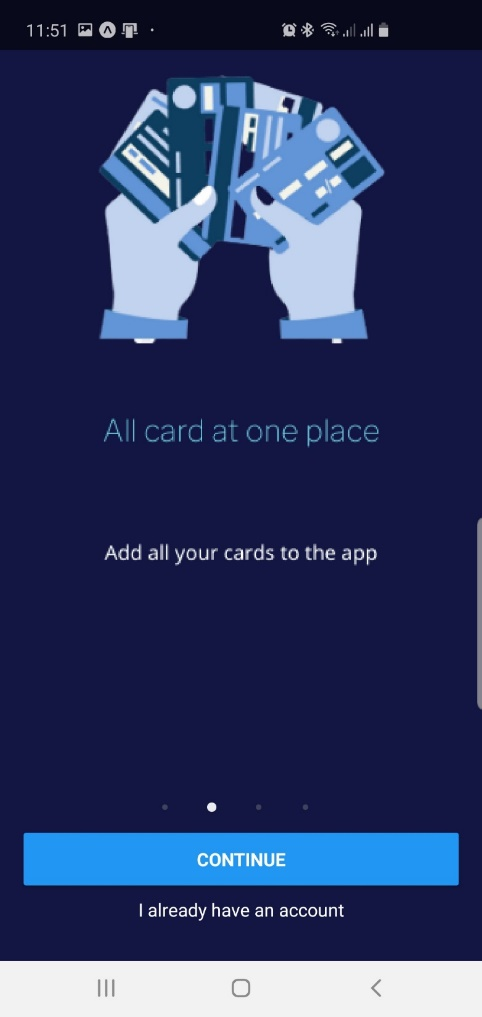 11:51
All card at one place
Add all your cards to the app
CONTINUE
I already have an account